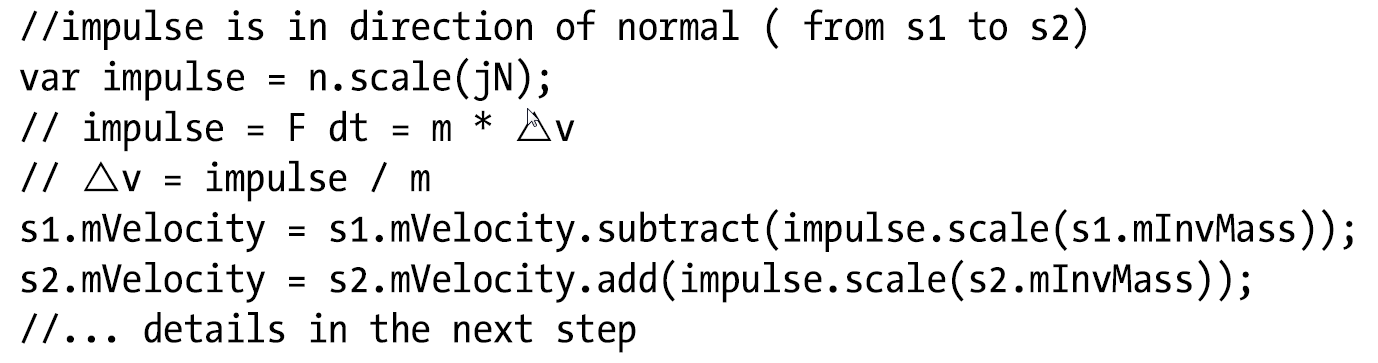 //impulse is in direction of normal ( from s1 to s2)
var impulse = n.scale(jN);
// impulse = F dt = m * △v
// △v = impulse / m
s1.mVelocity = s1.mVelocity.subtract(impulse.scale(s1.mInvMass));
s2.mVelocity = s2.mVelocity.add(impulse.scale(s2.mInvMass));
//... details in the next step